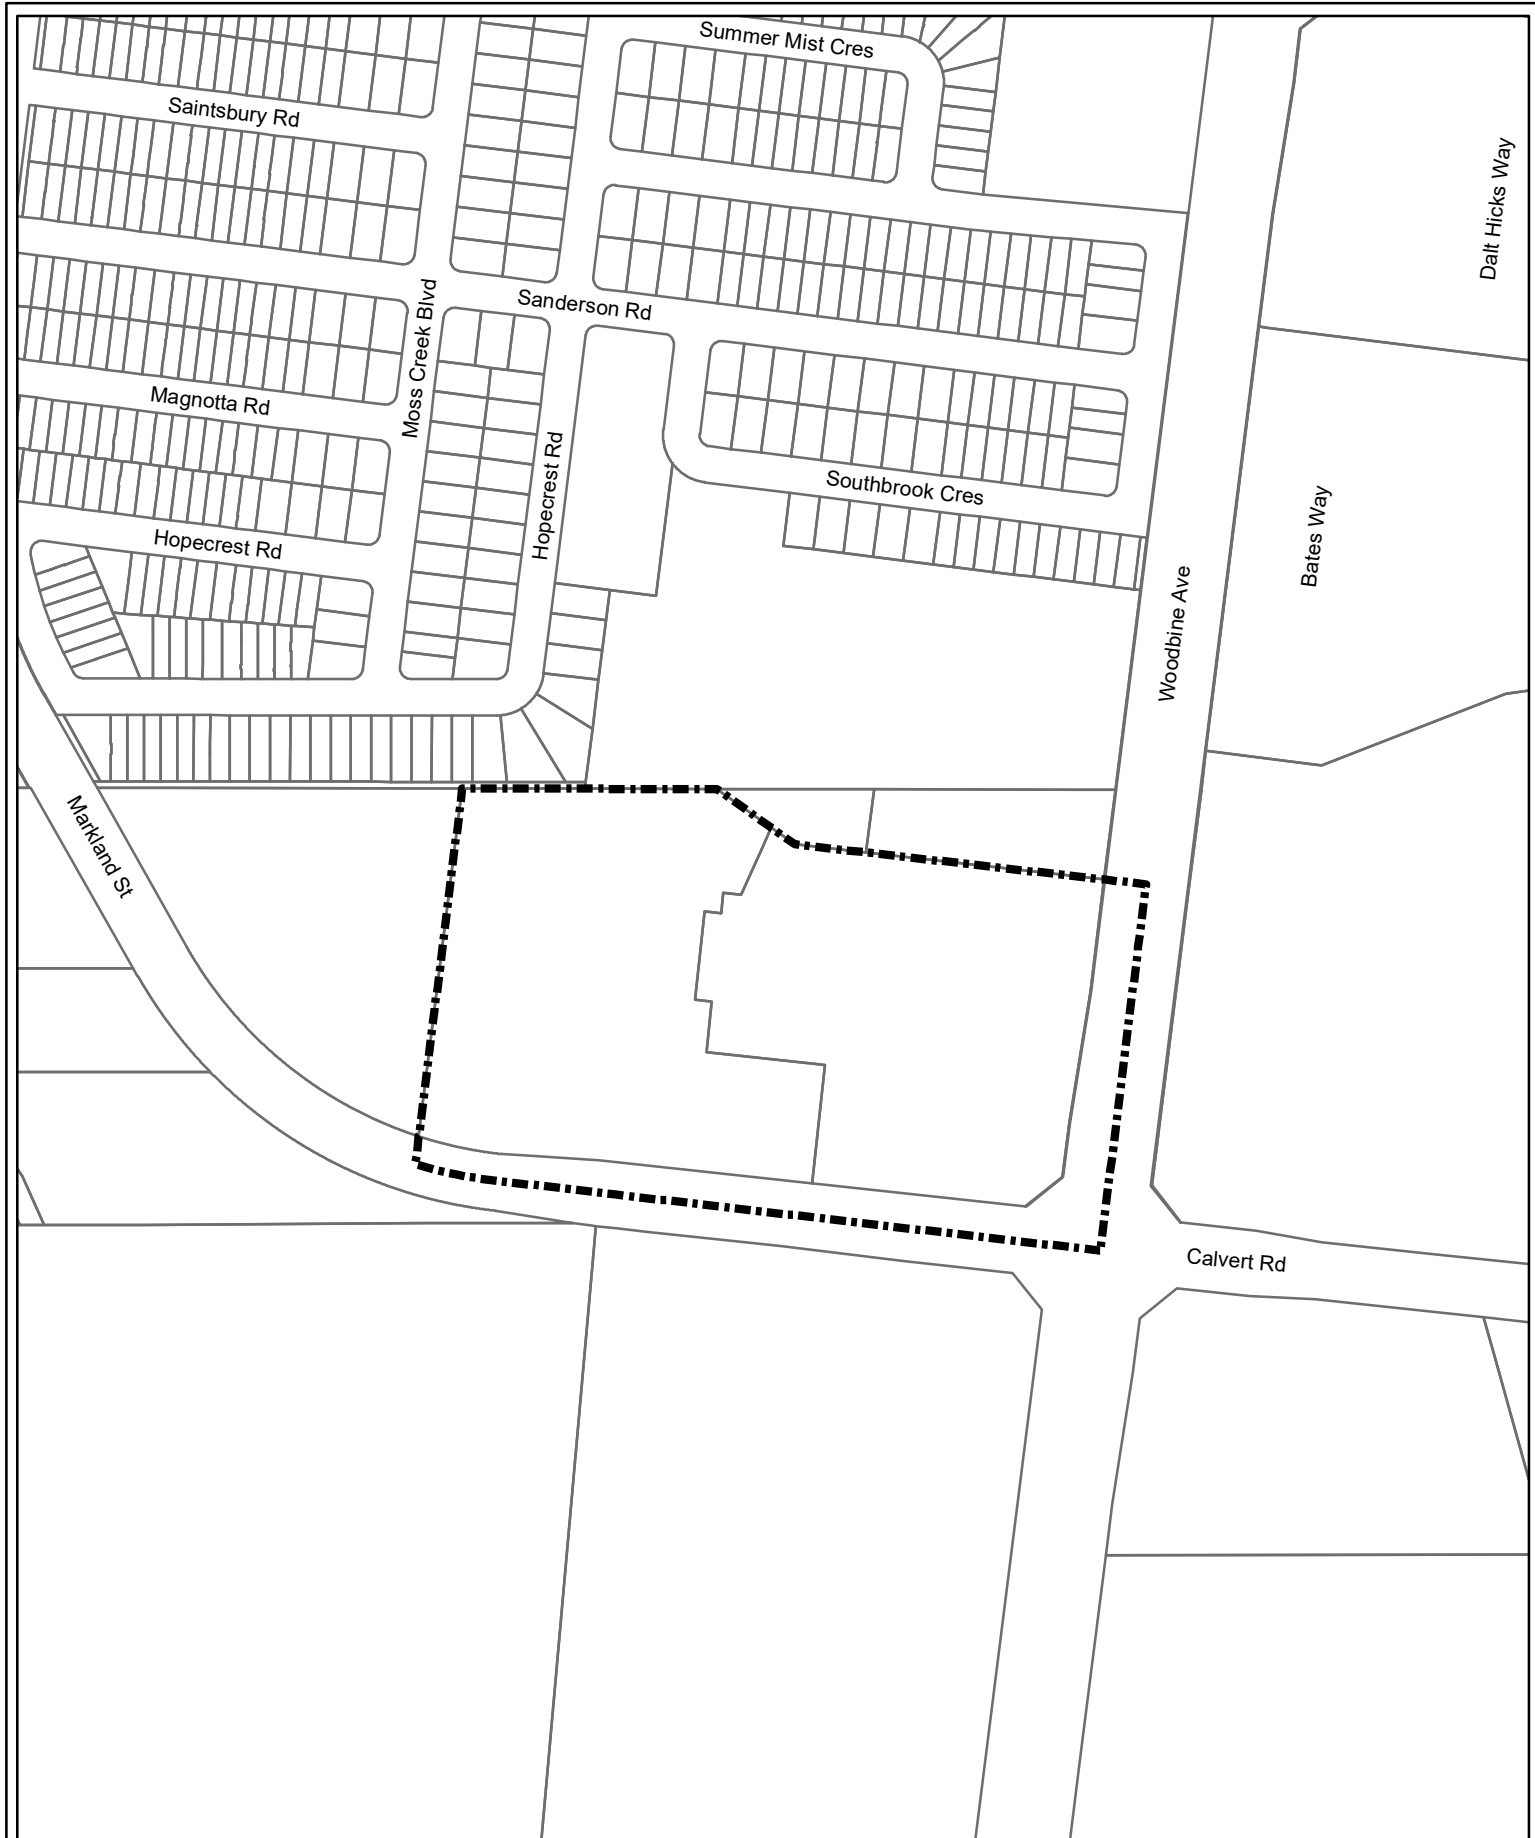 Summer Mist Cres
Saintsbury Rd
Dalt Hicks Way
Sanderson Rd
Moss Creek Blvd
Magnotta Rd
Hopecrest Rd
Southbrook Cres
Bates Way
Hopecrest Rd
Woodbine Ave
Markland St
Calvert Rd